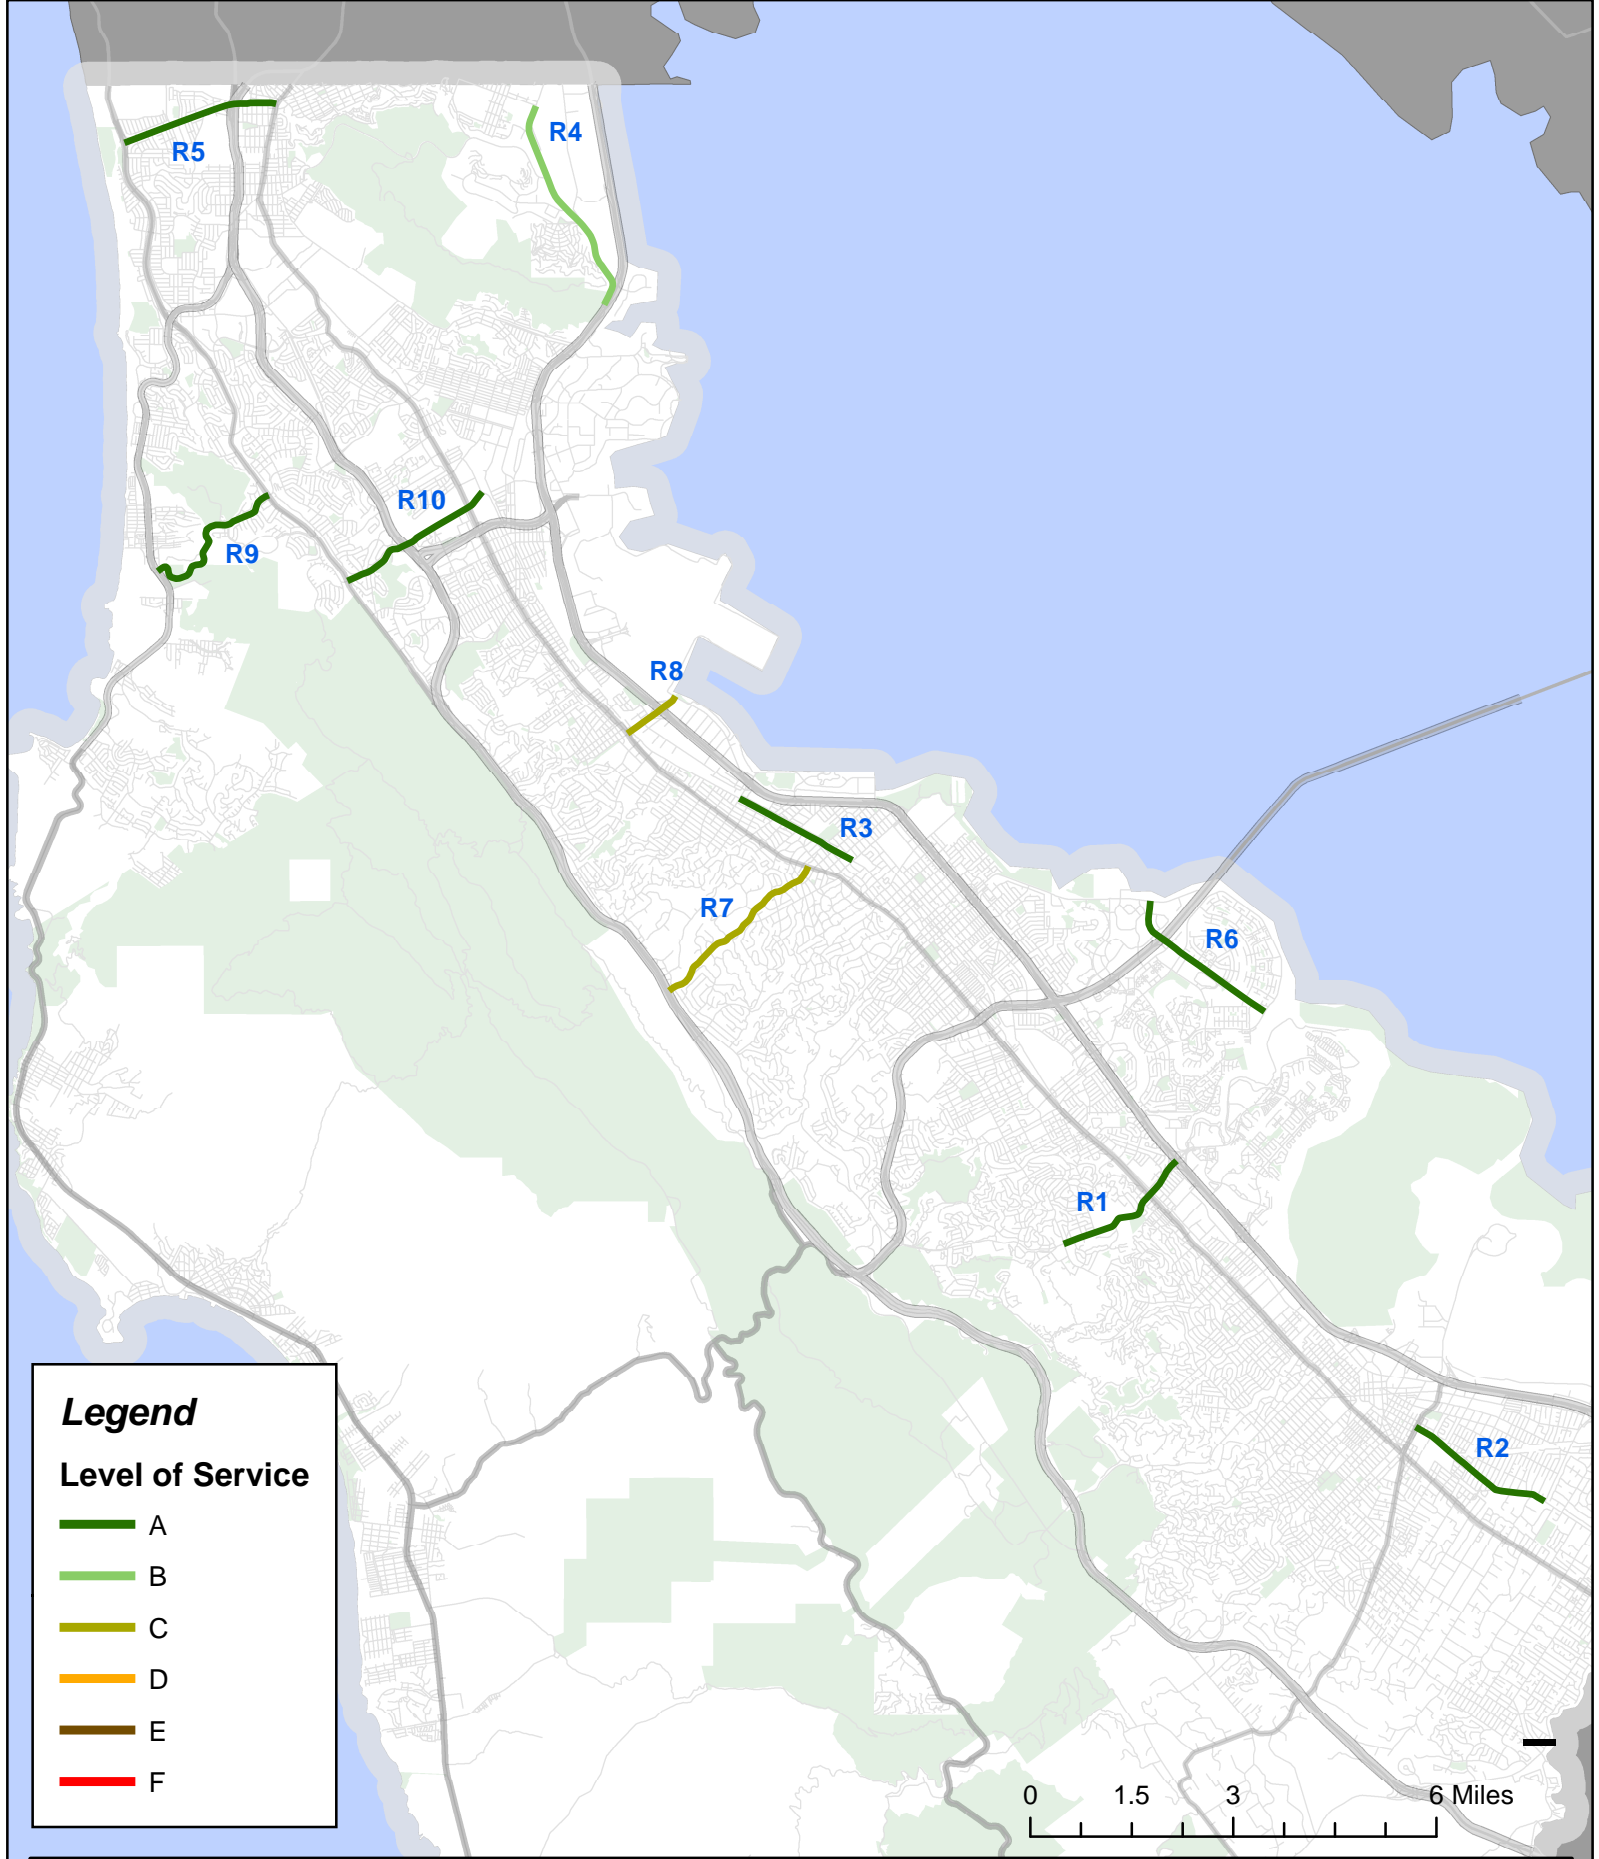 R4
R5
R10
R9
R8
R3
R7
R6
R1
R2
Legend
Level of Service
A
B
C
D
E
F
0 1.5 3 6 Miles